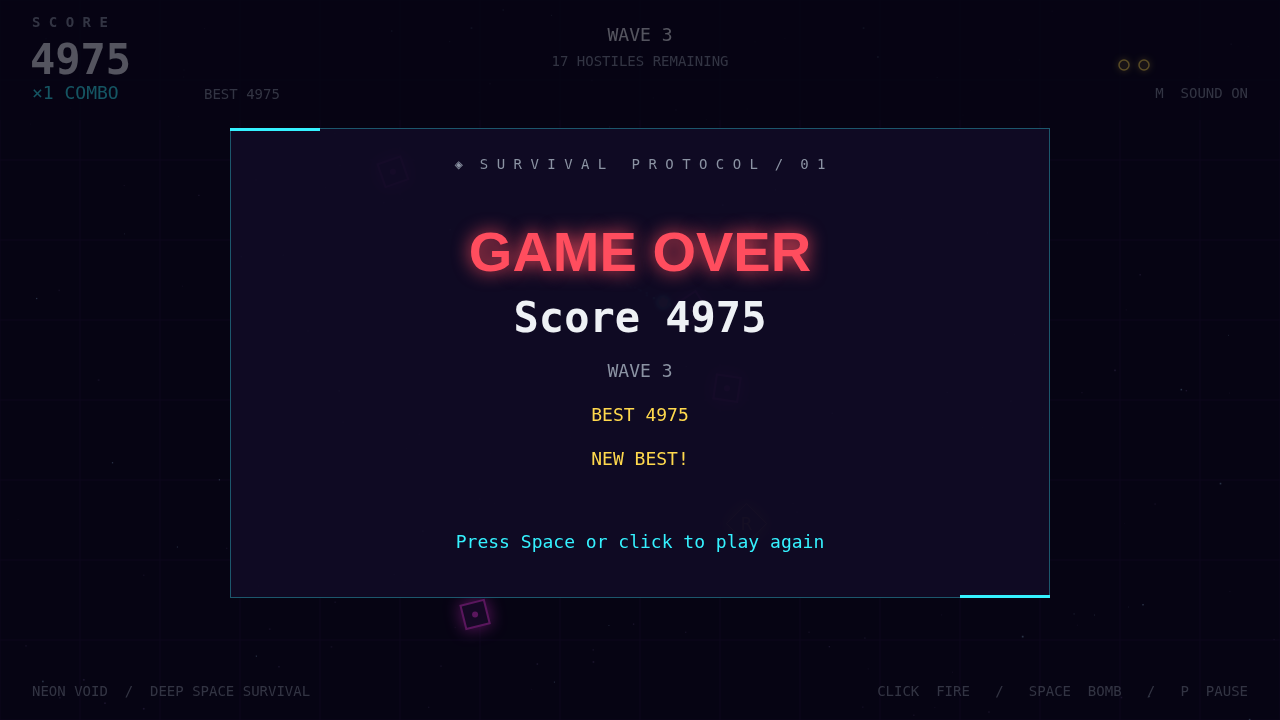 SCORE
4975
×1 COMBO
BEST 4975
WAVE 3
17 HOSTILES REMAINING
M SOUND ON
◈ SURVIVAL PROTOCOL / 01
GAME OVER
Score 4975
WAVE 3
BEST 4975
NEW BEST!
Press Space or click to play again
NEON VOID / DEEP SPACE SURVIVAL
CLICK FIRE / SPACE BOMB / P PAUSE